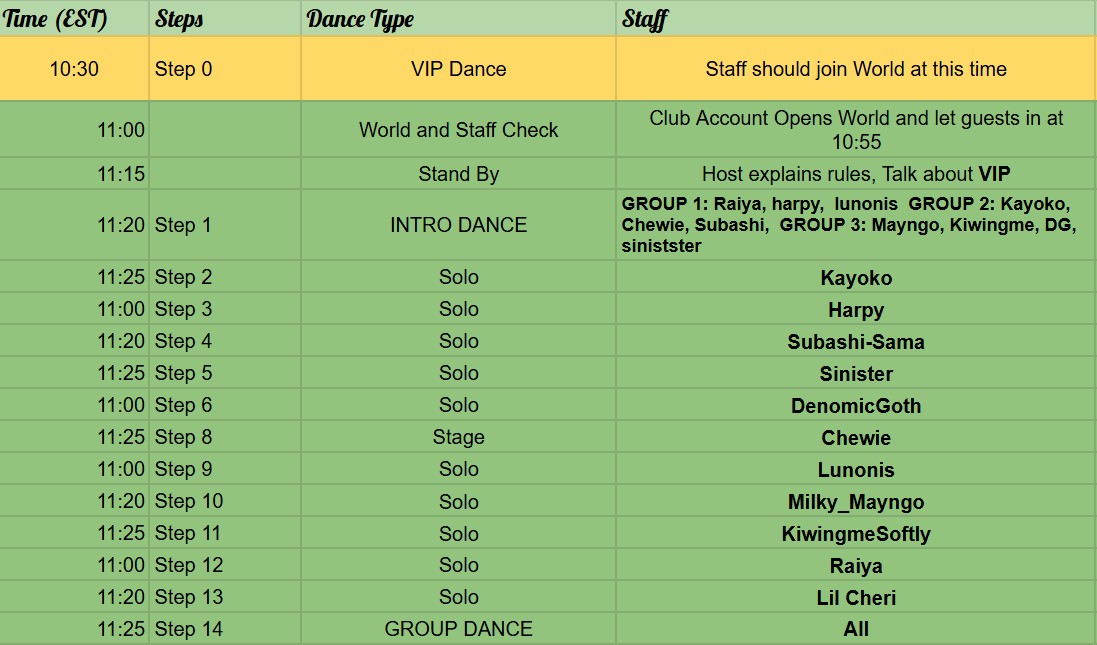 Time (EST) Steps Dance Type Staff
10:30 Step 0 VIP Dance Staff should join World at this time
11:00 World and Staff Check Club Account Opens World and let guests in at
10:55
11:15 Stand By Host explains rules, Talk about VIP
11:20 Step 1 INTRO DANCE GROUP 1: Raiya, harpy, lunonis GROUP 2: Kayoko,
Chewie, Subashi, GROUP 3: Mayngo, Kiwingme, DG,
sinistster
11:25 Step 2 Solo Kayoko
11:00 Step 3 Solo Harpy
11:20 Step 4 Solo Subashi-Sama
11:25 Step 5 Solo Sinister
11:00 Step 6 Solo DenomicGoth
11:25 Step 8 Stage Chewie
11:00 Step 9 Solo Lunonis
11:20 Step 10 Solo Milky_Mayngo
11:25 Step 11 Solo KiwingmeSoftly
11:00 Step 12 Solo Raiya
11:20 Step 13 Solo Lil Cheri
11:25 Step 14 GROUP DANCE All